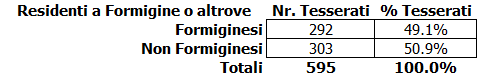 Residenti a Formigine o altrove Nr. Tesserati % Tesserati
Formiginesi 292 49.1%
Non Formiginesi 303 50.9%
Totali 595 100.0%